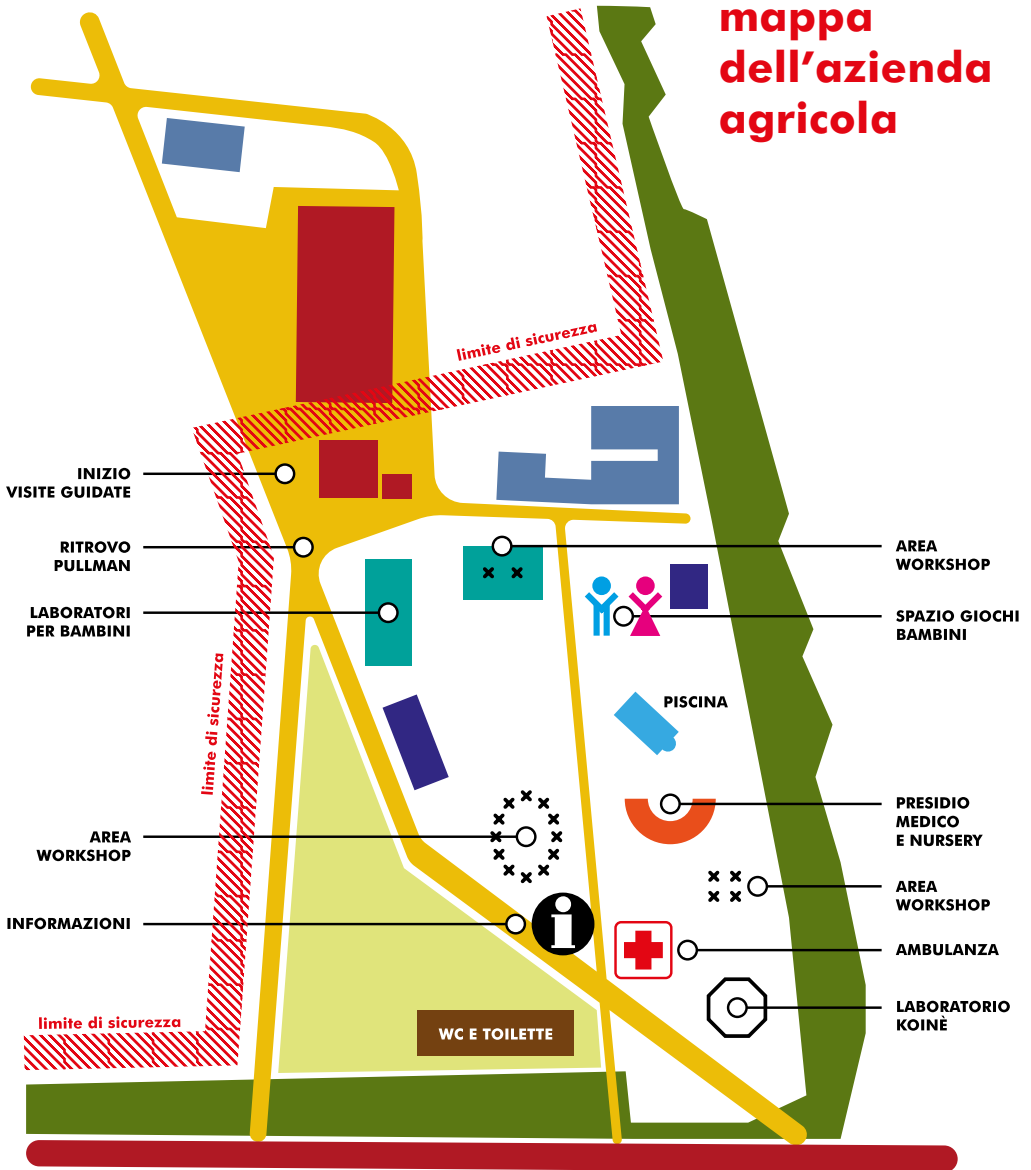 mappa
dell’azienda
agricola
limite di sicurezza
INIZIO
VISITE GUIDATE
RITROVO
PULLMAN
LABORATORI
PER BAMBINI
limite di sicurezza
AREA
WORKSHOP
INFORMAZIONI
limite di sicurezza
AREA
WORKSHOP
SPAZIO GIOCHI
BAMBINI
PISCINA
PRESIDIO
MEDICO
E NURSERY
AREA
WORKSHOP
AMBULANZA
LABORATORIO
KOINÈ
i
WC E TOILETTE